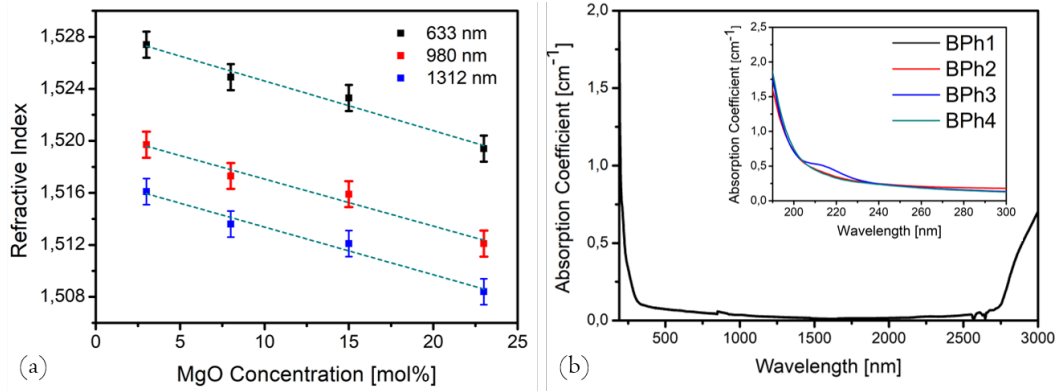 1,528
1,524
1,520
1,516
1,512
1,508
Refractive Index
0 5 10 15 20 25
MgO Concentration [mol%]
633 nm
980 nm
1312 nm
(a)
2,0
1,5
1,0
0,5
0,0
Absorption Coefficient [cm-1]
500 1000 1500 2000 2500 3000
Wavelength [nm]
2,5
2,0
1,5
1,0
0,5
0,0
Absorption Coefficient [cm-1]
200 220 240 260 280 300
Wavelength [nm]
BPh1
BPh2
BPh3
BPh4
(b)